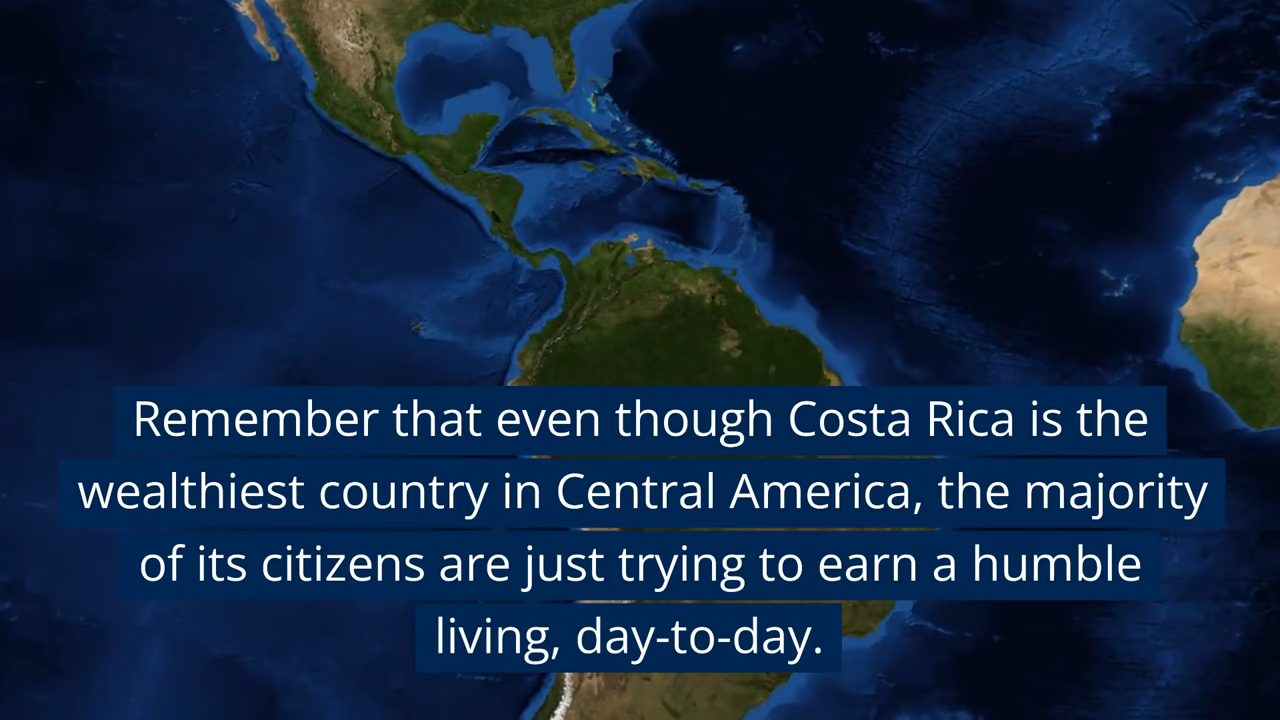 Remember that even though Costa Rica is the
wealthiest country in Central America, the majority
of its citizens are just trying to earn a humble
living, day-to-day.